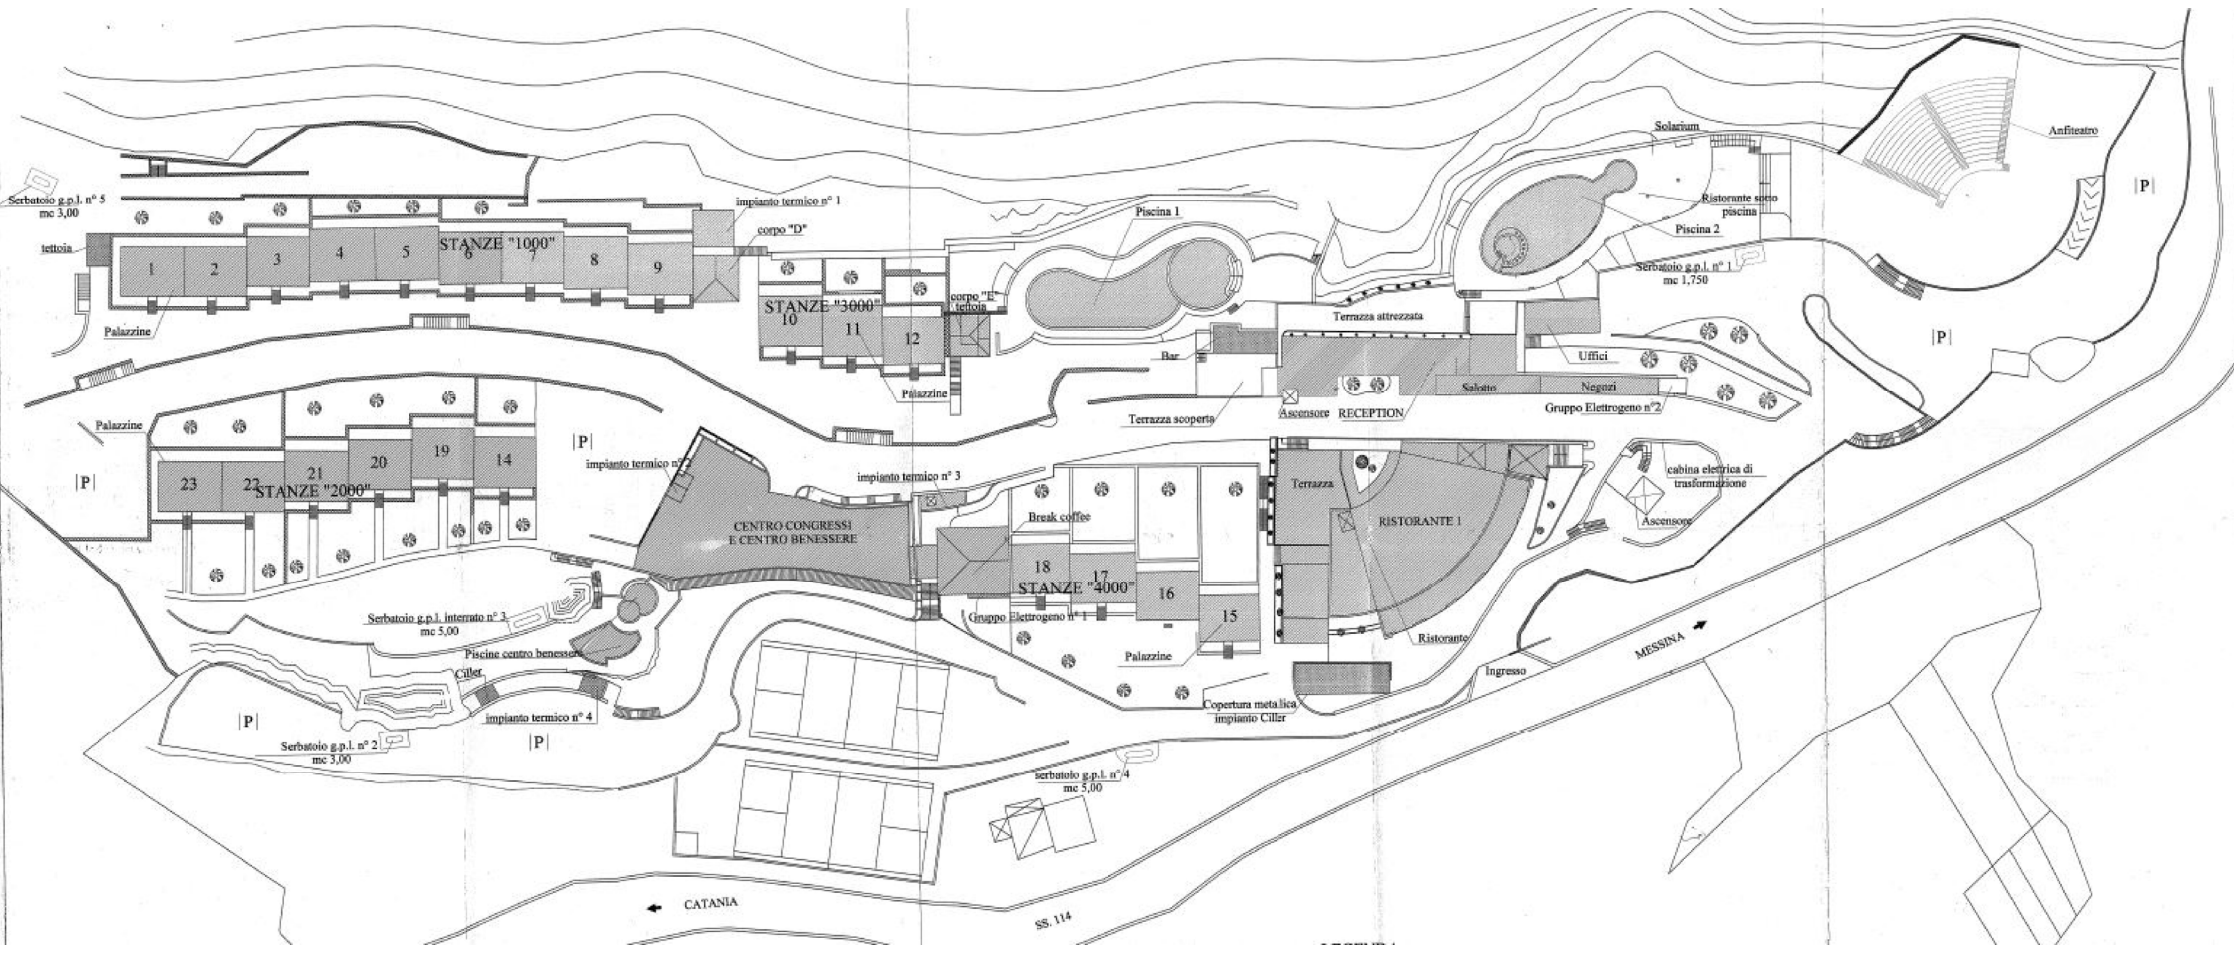 Solarium
Anfiteatro
|P|
Serbatoio g.p.l. n° 5
mc 3,00
impianto termico n° 1
Piscina 1
Ristorante sotto
piscina
Piscina 2
corpo "D"
tettoia
STANZE "1000"
1
2
3
4
5
6
7
8
9
Serbatoio g.p.l. n° 1
mc 1,750
corpo "E"
tettoia
STANZE "3000"
10
11
12
Palazzine
Terrazza attrezzata
|P|
Bar
Uffici
Palazzine
Salotto
Negozi
Terrazza scoperta
Ascensore
RECEPTION
Gruppo Elettrogeno n°2
Palazzine
|P|
19
14
20
21
22
23
STANZE "2000"
|P|
impianto termico n° 2
impianto termico n° 3
Terrazza
cabina elettrica di
trasformazione
Break coffee
RISTORANTE 1
Ascensore
CENTRO CONGRESSI
E CENTRO BENESSERE
18
17
16
15
STANZE "4000"
Gruppo Elettrogeno n° 1
Serbatoio g.p.l. interrato n° 3
mc 5,00
Piscine centro benessere
Palazzine
Ristorante
MESSINA
Ciller
Ingresso
Copertura metallica
impianto Ciller
|P|
impianto termico n° 4
|P|
Serbatoio g.p.l. n° 2
mc 3,00
serbatoio g.p.l. n° 4
mc 5,00
CATANIA
SS. 114